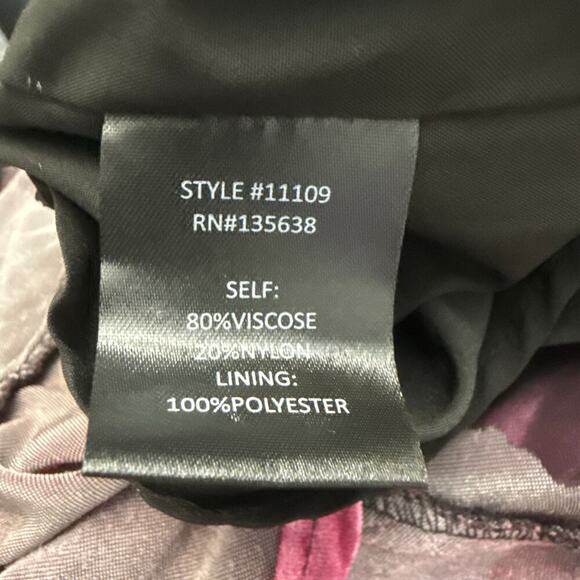 STYLE #11109
RN#135638
SELF:
80%VISCOSE
20%NYLON
LINING:
100%POLYESTER